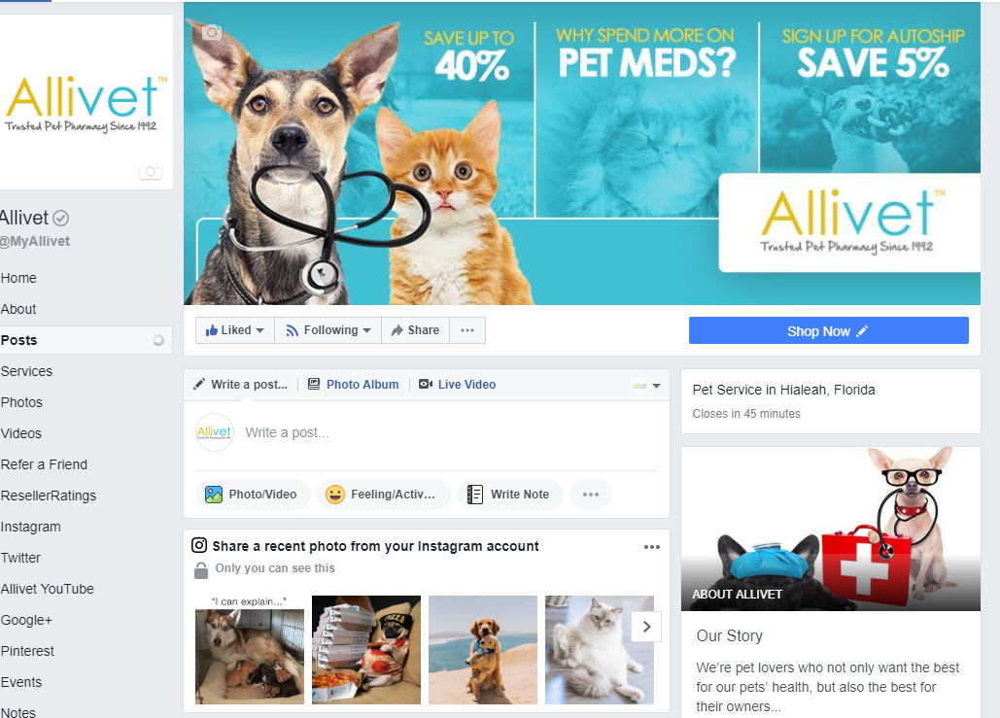 Allivet™
Trusted Pet Pharmacy Since 1992
SAVE UP TO
40%
WHY SPEND MORE ON
PET MEDS?
SIGN UP FOR AUTOSHIP
SAVE 5%
Allivet™
Trusted Pet Pharmacy Since 1992
Allivet
@MyAllivet
Home
About
Posts
Services
Photos
Videos
Refer a Friend
ResellerRatings
Instagram
Twitter
Allivet YouTube
Google+
Pinterest
Events
Notes
Liked
Following
Share
Shop Now
Write a post...
Photo Album
Live Video
Allivet
Write a post...
Photo/Video
Feeling/Activ...
Write Note
Share a recent photo from your Instagram account
Only you can see this
"I can explain..."
PIZZA
Pet Service in Hialeah, Florida
Closes in 45 minutes
ABOUT ALLIVET
Our Story
We're pet lovers who not only want the best
for our pets' health, but also the best for
their owners...